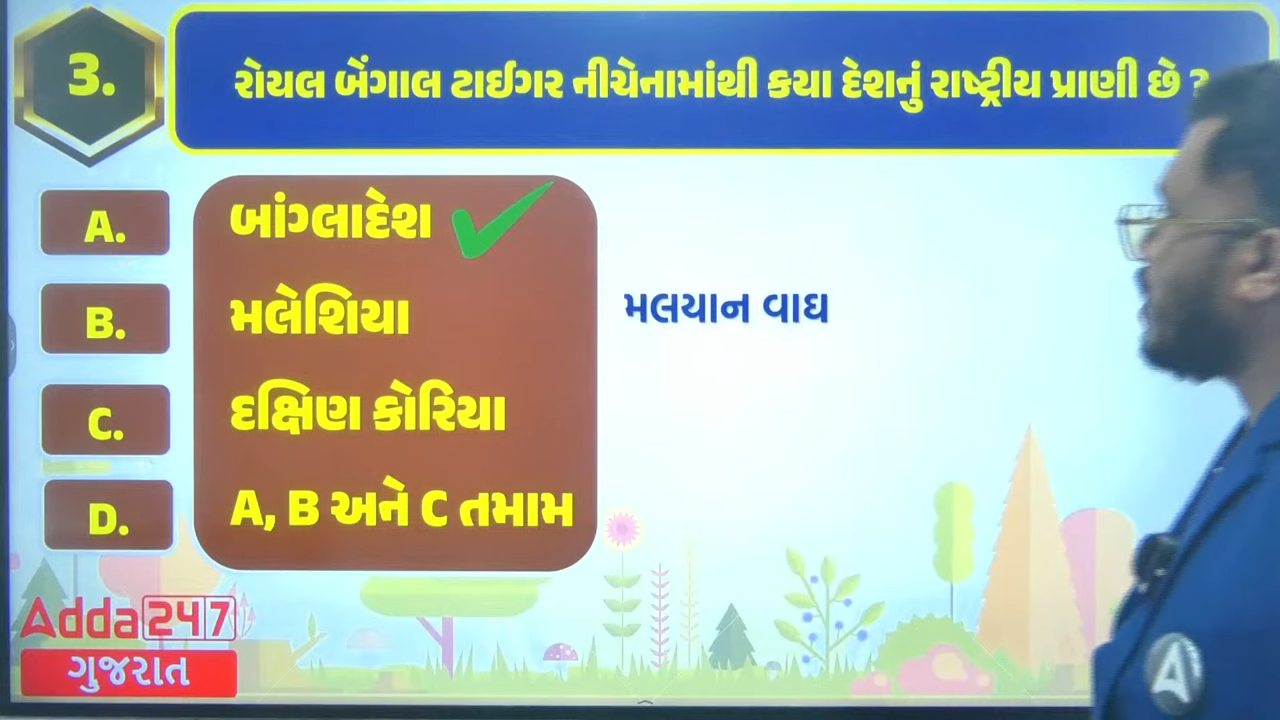 3.
રોયલ બેંગાલ ટાઈગર નીચેનામાંથી કયા દેશનું રાષ્ટ્રીય પ્રાણી છે ?
A. બાંગ્લાદેશ
B. મલેશિયા
મલયાન વાઘ
C. દક્ષિણ કોરિયા
D. A, B અને C તમામ
Adda247
ગુજરાત